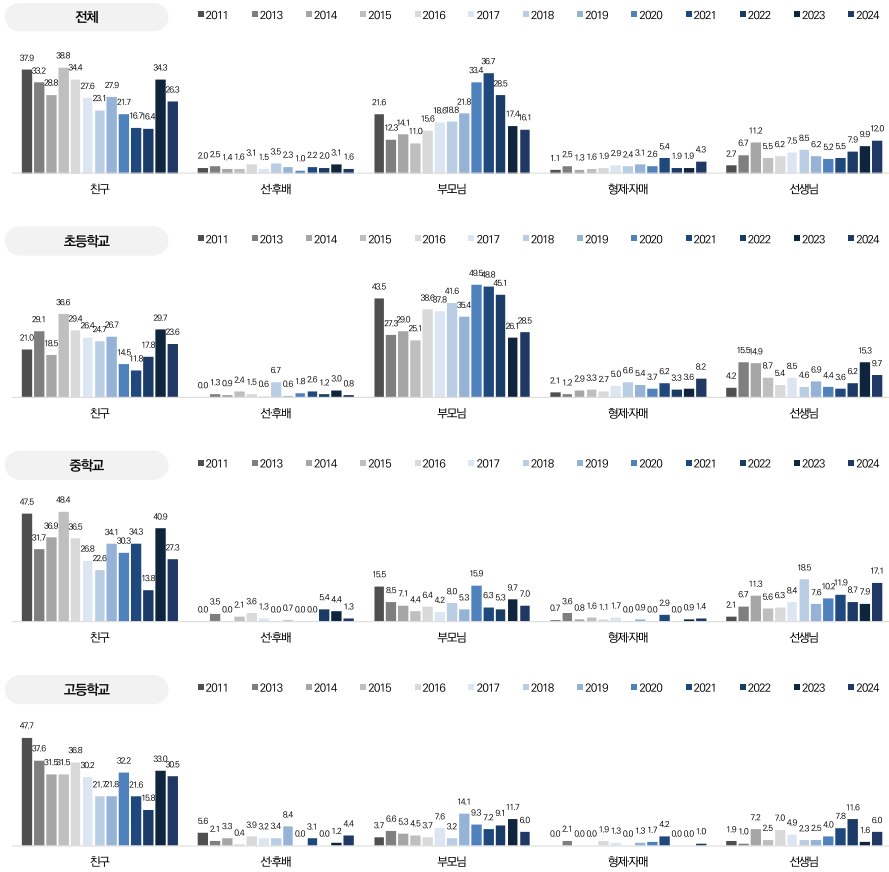 전체
2011 2013 2014 2015 2016 2017 2018 2019 2020 2021 2022 2023 2024
37.9 33.2 28.8 38.8 34.4 27.6 23.1 27.9 21.7 16.7 16.4 34.3 26.3
2.0 2.5 1.4 1.6 3.1 1.5 3.5 2.3 1.0 2.2 2.0 3.1 1.6
21.6 12.3 14.1 11.0 15.6 18.6 18.8 21.8 33.4 36.7 28.5 17.4 16.1
1.1 2.5 1.3 1.6 1.9 2.9 2.4 3.1 2.6 5.4 1.9 1.9 4.3
2.7 6.7 11.2 5.5 6.2 7.5 8.5 6.2 5.2 5.5 7.9 9.9 12.0
친구 선·후배 부모님 형제·자매 선생님
초등학교
2011 2013 2014 2015 2016 2017 2018 2019 2020 2021 2022 2023 2024
21.0 29.1 18.5 36.6 29.4 26.4 24.7 26.7 14.5 11.8 17.8 29.7 23.6
0.0 1.3 0.9 2.4 1.5 0.6 6.7 0.6 1.8 2.6 1.2 3.0 0.8
43.5 27.3 29.0 25.1 38.6 37.8 41.6 35.4 49.5 48.8 45.1 26.1 28.5
2.1 1.2 2.9 3.3 2.7 5.0 6.6 5.4 3.7 6.2 3.3 3.6 8.2
4.2 15.5 14.9 8.7 5.4 8.5 4.6 6.9 4.4 3.6 6.2 15.3 9.7
친구 선·후배 부모님 형제·자매 선생님
중학교
2011 2013 2014 2015 2016 2017 2018 2019 2020 2021 2022 2023 2024
47.5 31.7 36.9 48.4 36.5 26.8 22.6 34.1 30.3 34.3 13.8 40.9 27.3
0.0 3.5 0.0 2.1 3.6 1.3 0.0 0.7 0.0 0.0 5.4 4.4 1.3
15.5 8.5 7.1 4.4 6.4 4.2 8.0 5.3 15.9 6.3 5.3 9.7 7.0
0.7 3.6 0.8 1.6 1.1 1.7 0.0 0.9 0.0 2.9 0.0 0.9 1.4
2.1 6.7 11.3 5.6 6.3 8.4 18.5 7.6 10.2 11.9 8.7 7.9 17.1
친구 선·후배 부모님 형제·자매 선생님
고등학교
2011 2013 2014 2015 2016 2017 2018 2019 2020 2021 2022 2023 2024
47.7 37.6 31.5 31.5 36.8 30.2 21.7 21.8 32.2 21.6 15.8 33.0 30.5
5.6 2.1 3.3 0.4 3.9 3.2 3.4 8.4 0.0 3.1 0.0 1.2 4.4
3.7 6.6 5.3 4.5 3.7 7.6 3.2 14.1 9.3 7.2 9.1 11.7 6.0
0.0 2.1 0.0 0.0 1.9 1.3 0.0 1.3 1.7 4.2 0.0 0.0 1.0
1.9 1.0 7.2 2.5 7.0 4.9 2.3 2.5 4.0 7.8 11.6 1.6 6.0
친구 선·후배 부모님 형제·자매 선생님